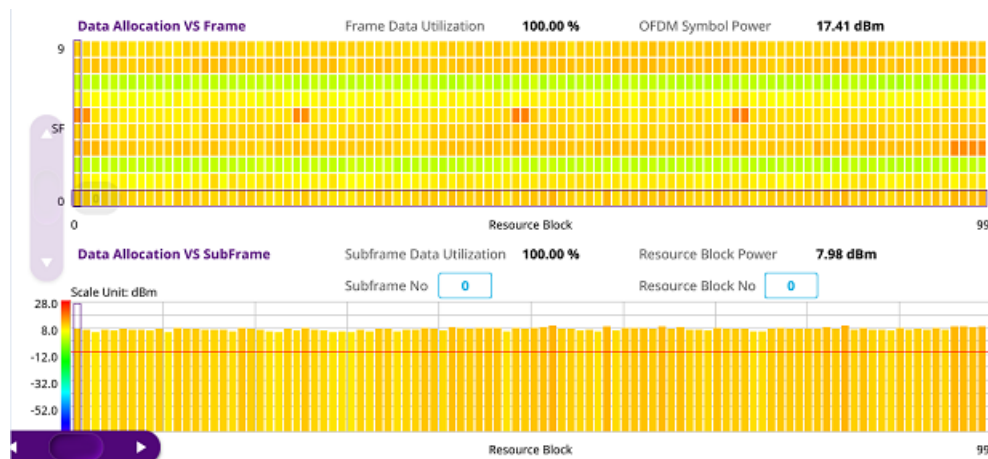 Data Allocation VS Frame Frame Data Utilization 100.00 % OFDM Symbol Power 17.41 dBm
9
SF
0
0 Resource Block 99
Data Allocation VS SubFrame Subframe Data Utilization 100.00 % Resource Block Power 7.98 dBm
Subframe No 0 Resource Block No 0
Scale Unit: dBm
28.0
8.0
-12.0
-32.0
-52.0
Resource Block 99